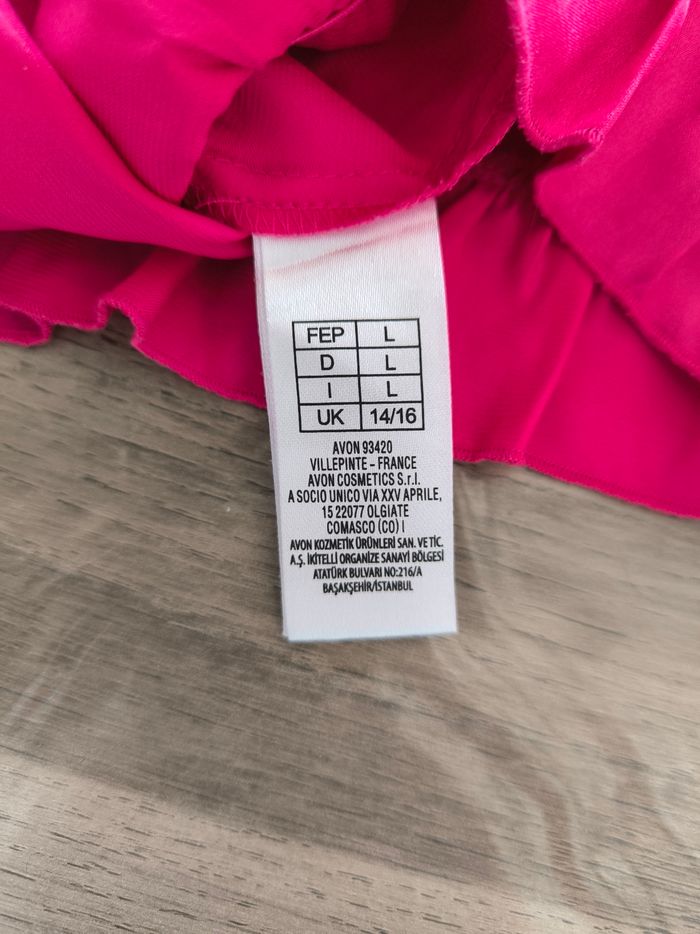 FEP L
D L
I L
UK 14/16
AVON 93420
VILLEPINTE - FRANCE
AVON COSMETICS S.r.l.
A SOCIO UNICO VIA XXV APRILE,
15 22077 OLGIATE
COMASCO (CO) I
AVON KOZMETİK ÜRÜNLERİ SAN. VE TİC.
A.Ş. İKİTELLİ ORGANİZE SANAYİ BÖLGESİ
ATATÜRK BULVARI NO:216/A
BAŞAKŞEHİR/İSTANBUL